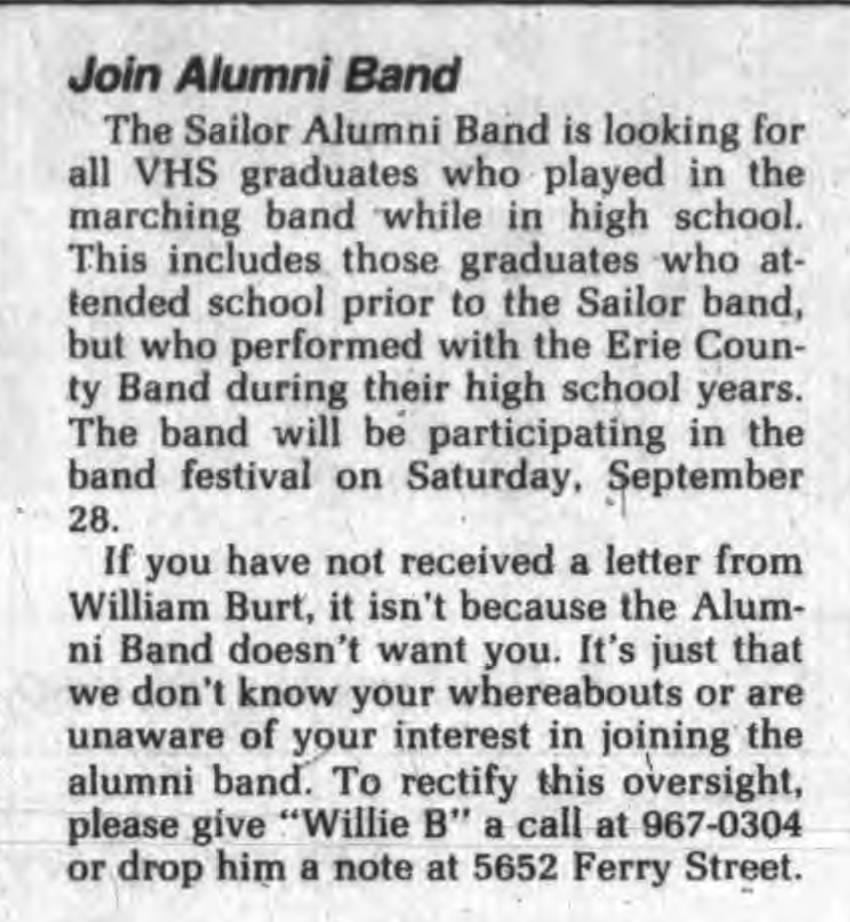 Join Alumni Band
The Sailor Alumni Band is looking for
all VHS graduates who played in the
marching band while in high school.
This includes those graduates who at-
tended school prior to the Sailor band,
but who performed with the Erie Coun-
ty Band during their high school years.
The band will be participating in the
band festival on Saturday, September
28.
If you have not received a letter from
William Burt, it isn't because the Alum-
ni Band doesn't want you. It's just that
we don't know your whereabouts or are
unaware of your interest in joining the
alumni band. To rectify this oversight,
please give "Willie B" a call at 967-0304
or drop him a note at 5652 Ferry Street.